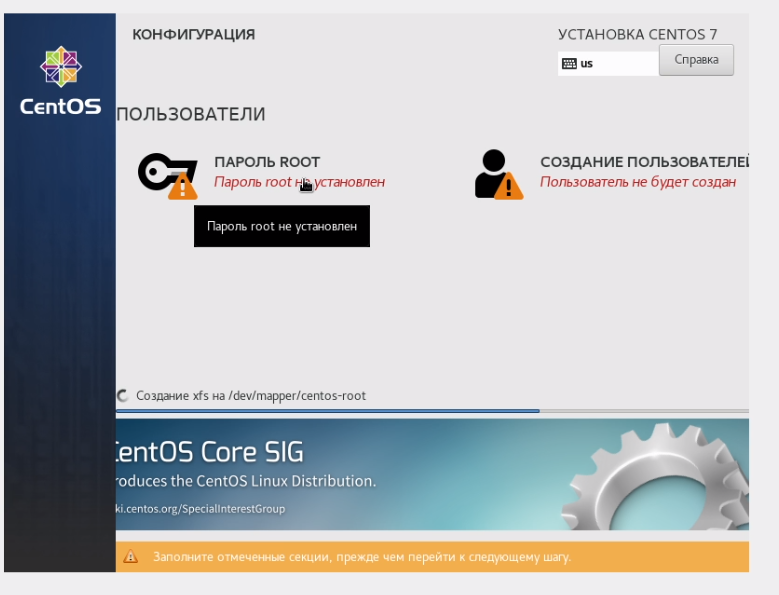 КОНФИГУРАЦИЯ
УСТАНОВКА CENTOS 7
us
Справка
CentOS
ПОЛЬЗОВАТЕЛИ
ПАРОЛЬ ROOT
Пароль root не установлен
СОЗДАНИЕ ПОЛЬЗОВАТЕЛЕЙ
Пользователь не будет создан
Пароль root не установлен
Создание xfs на /dev/mapper/centos-root
CentOS Core SIG
roduces the CentOS Linux Distribution.
ki.centos.org/SpecialInterestGroup
Заполните отмеченные секции, прежде чем перейти к следующему шагу.